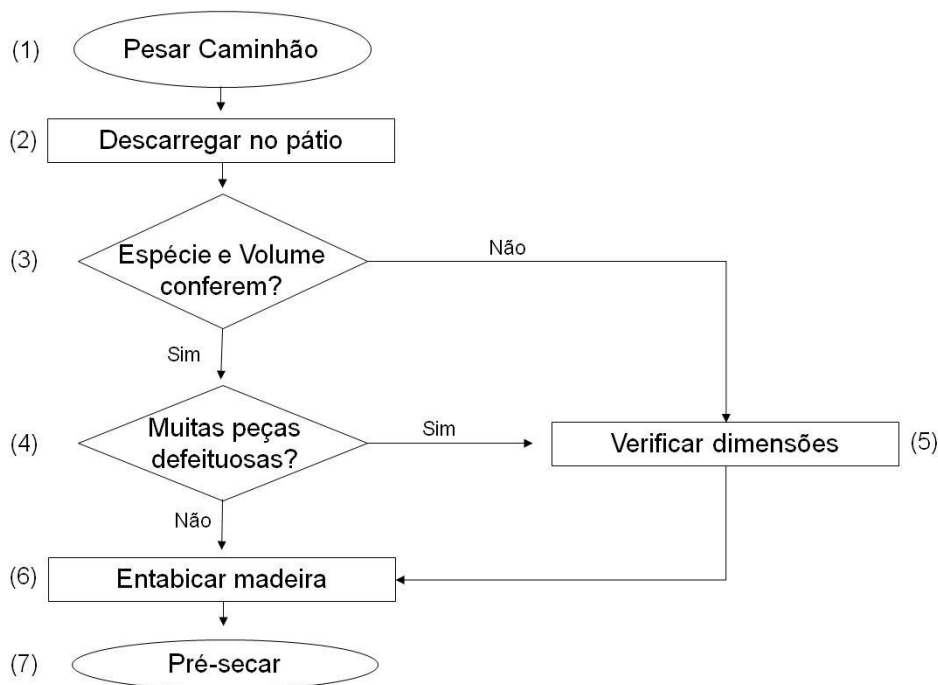 (1)
Pesar Caminhão
(2)
Descarregar no pátio
(3)
Espécie e Volume
conferem?
Não
Sim
(4)
Muitas peças
defeituosas?
Sim
Verificar dimensões
(5)
Não
(6)
Entabicar madeira
(7)
Pré-secar